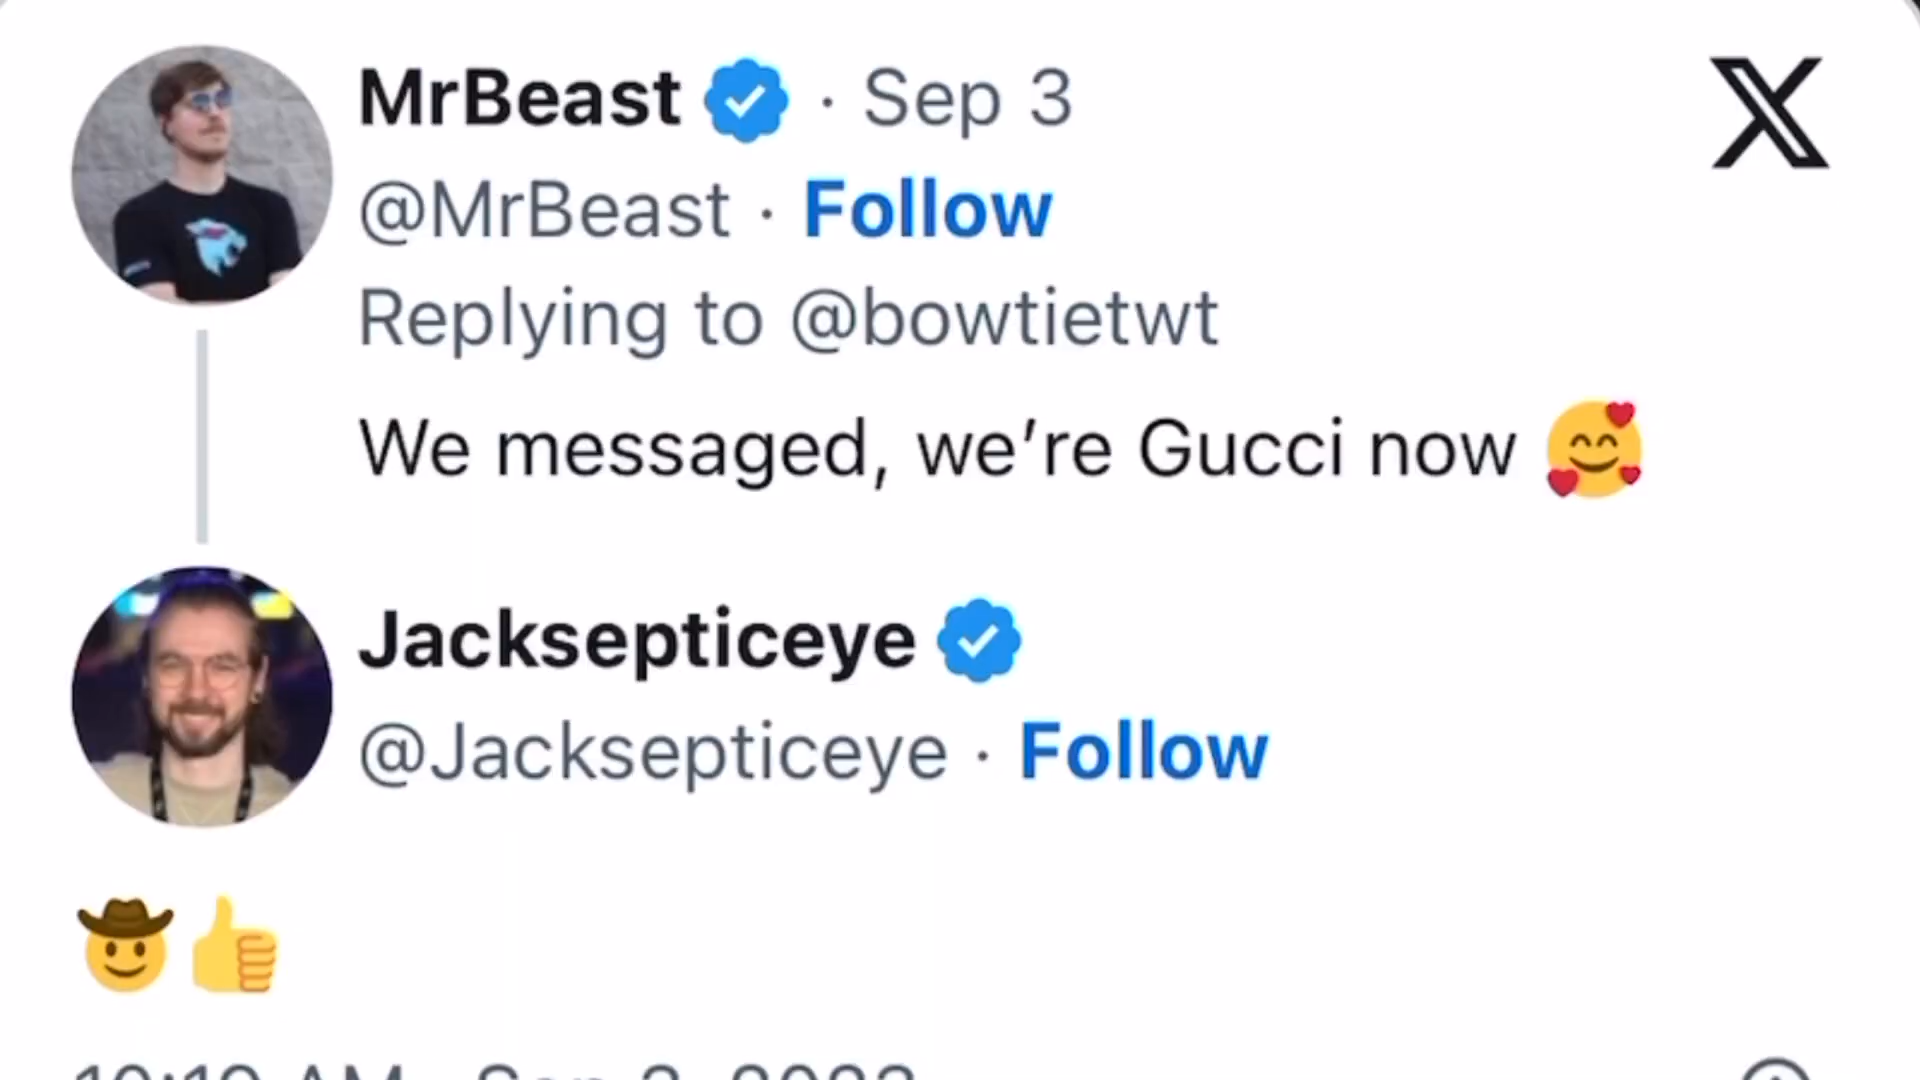 MrBeast · Sep 3
@MrBeast · Follow
Replying to @bowtietwt
We messaged, we’re Gucci now 🥰
Jacksepticeye
@Jacksepticeye · Follow
🤠👍